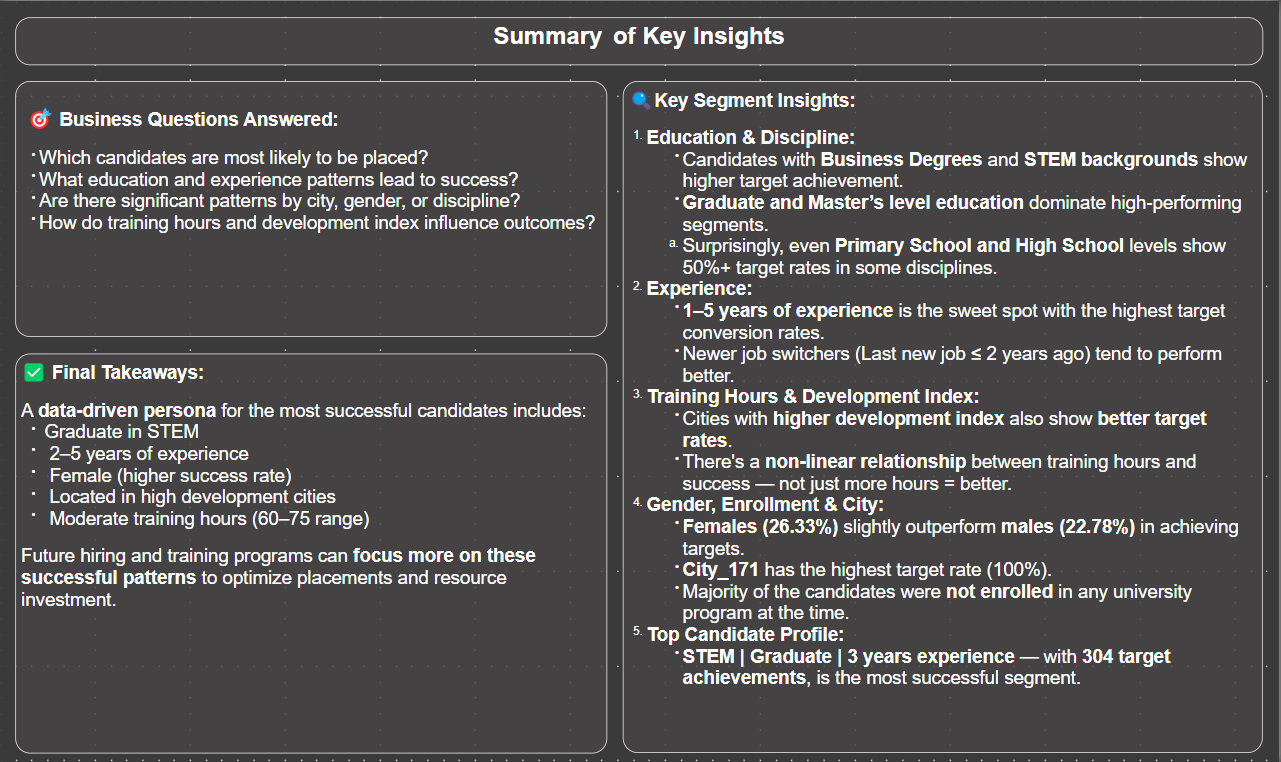 Summary of Key Insights
🎯 Business Questions Answered:
· Which candidates are most likely to be placed?
· What education and experience patterns lead to success?
· Are there significant patterns by city, gender, or discipline?
· How do training hours and development index influence outcomes?
✅ Final Takeaways:
A data-driven persona for the most successful candidates includes:
· Graduate in STEM
· 2–5 years of experience
· Female (higher success rate)
· Located in high development cities
· Moderate training hours (60–75 range)
Future hiring and training programs can focus more on these
successful patterns to optimize placements and resource
investment.
🔍 Key Segment Insights:
1. Education & Discipline:
· Candidates with Business Degrees and STEM backgrounds show
higher target achievement.
· Graduate and Master’s level education dominate high-performing
segments.
a. Surprisingly, even Primary School and High School levels show
50%+ target rates in some disciplines.
2. Experience:
· 1–5 years of experience is the sweet spot with the highest target
conversion rates.
· Newer job switchers (Last new job ≤ 2 years ago) tend to perform
better.
3. Training Hours & Development Index:
· Cities with higher development index also show better target
rates.
· There's a non-linear relationship between training hours and
success — not just more hours = better.
4. Gender, Enrollment & City:
· Females (26.33%) slightly outperform males (22.78%) in achieving
targets.
· City_171 has the highest target rate (100%).
· Majority of the candidates were not enrolled in any university
program at the time.
5. Top Candidate Profile:
· STEM | Graduate | 3 years experience — with 304 target
achievements, is the most successful segment.